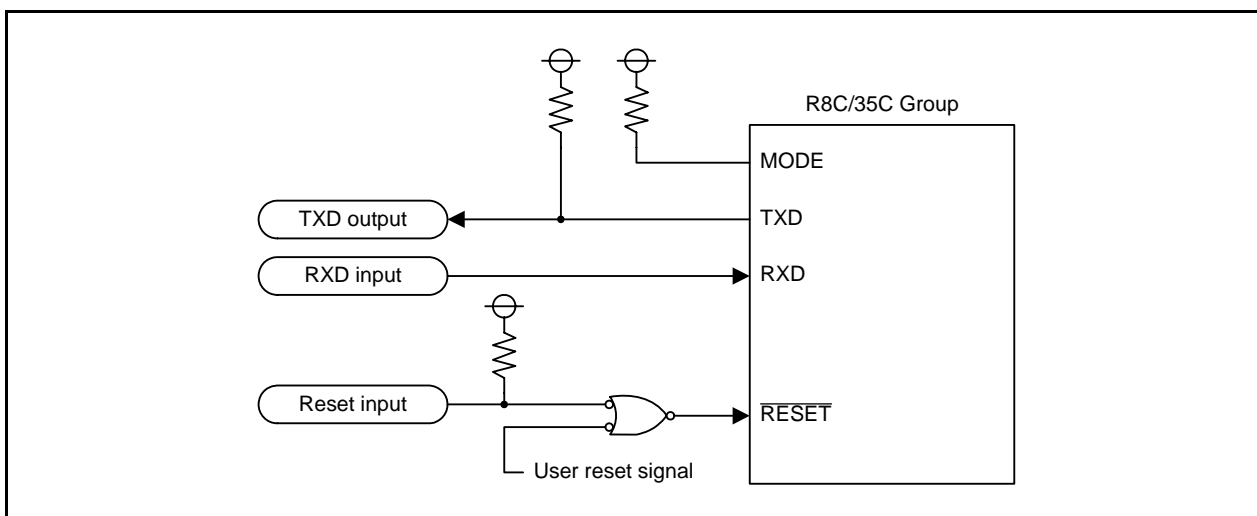 R8C/35C Group
MODE
TXD output
TXD
RXD input
RXD
Reset input
RESET
User reset signal